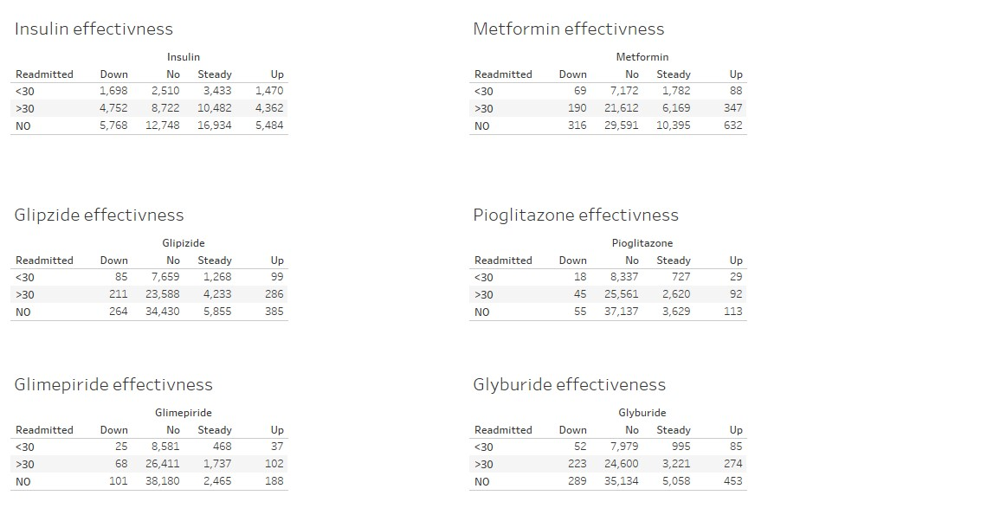 Insulin effectivness
Insulin
Readmitted Down No Steady Up
<30 1,698 2,510 3,433 1,470
>30 4,752 8,722 10,482 4,362
NO 5,768 12,748 16,934 5,484
Metformin effectivness
Metformin
Readmitted Down No Steady Up
<30 69 7,172 1,782 88
>30 190 21,612 6,169 347
NO 316 29,591 10,395 632
Glipzide effectivness
Glipizide
Readmitted Down No Steady Up
<30 85 7,659 1,268 99
>30 211 23,588 4,233 286
NO 264 34,430 5,855 385
Pioglitazone effectivness
Pioglitazone
Readmitted Down No Steady Up
<30 18 8,337 727 29
>30 45 25,561 2,620 92
NO 55 37,137 3,629 113
Glimepiride effectivness
Glimepiride
Readmitted Down No Steady Up
<30 25 8,581 468 37
>30 68 26,411 1,737 102
NO 101 38,180 2,465 188
Glyburide effectiveness
Glyburide
Readmitted Down No Steady Up
<30 52 7,979 995 85
>30 223 24,600 3,221 274
NO 289 35,134 5,058 453